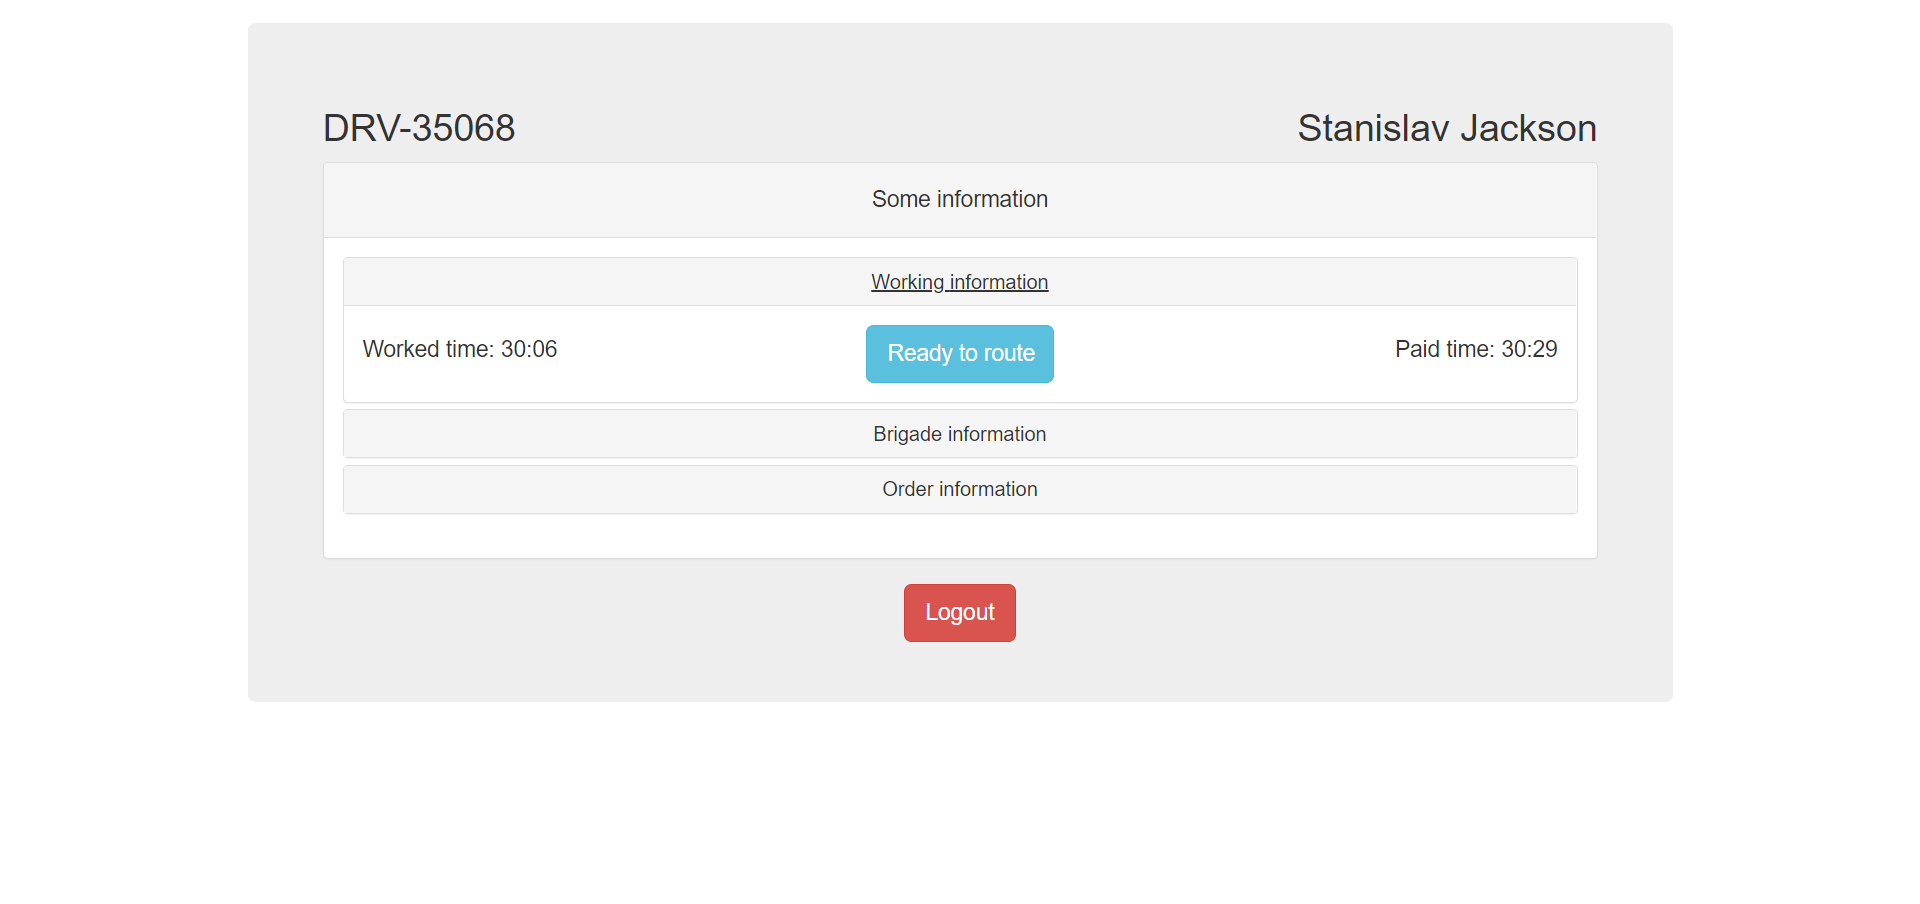 DRV-35068 Stanislav Jackson
Some information
Working information
Worked time: 30:06 Ready to route Paid time: 30:29
Brigade information
Order information
Logout